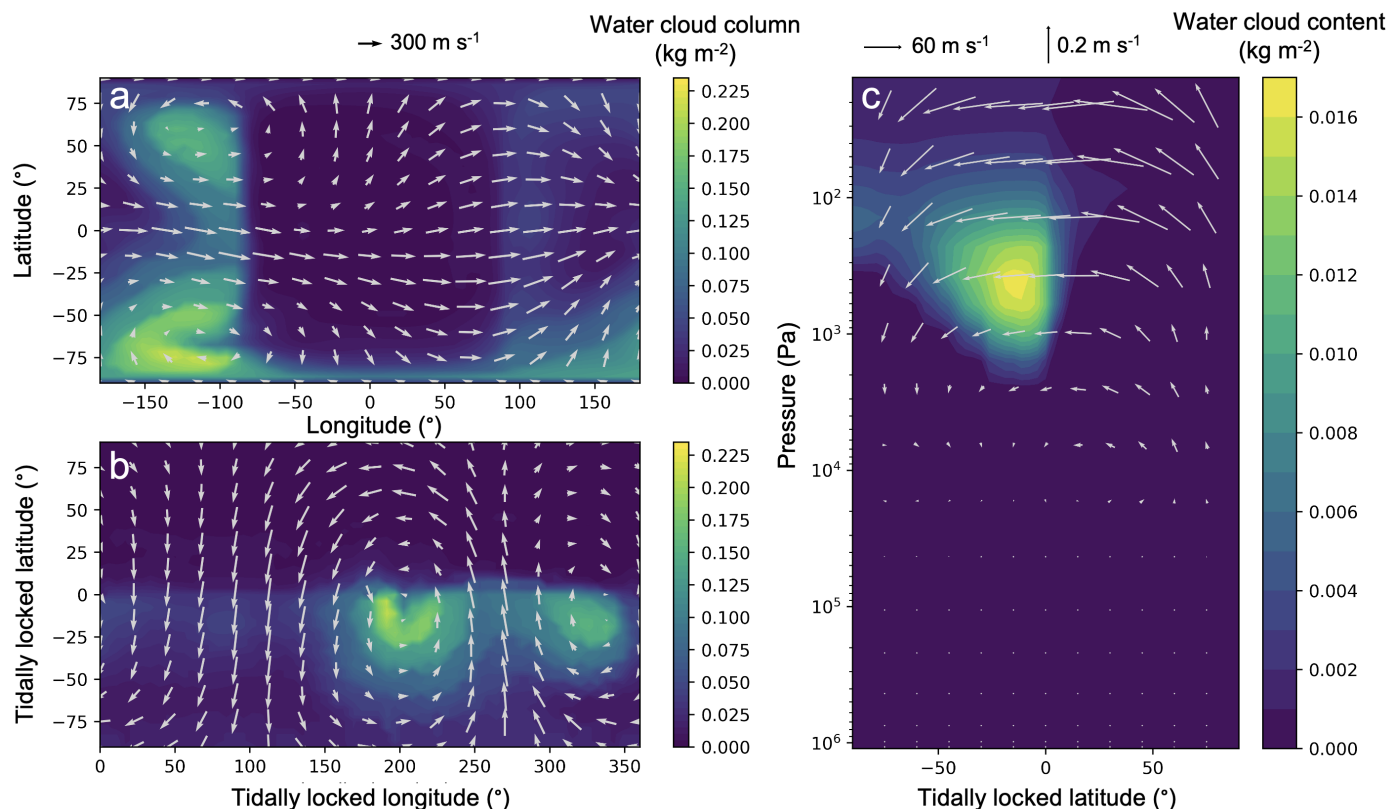 300 m s⁻¹
Water cloud column
(kg m⁻²)
a
75
50
25
0
−25
−50
−75
Latitude (°)
−150 −100 −50 0 50 100 150
Longitude (°)
0.225
0.200
0.175
0.150
0.125
0.100
0.075
0.050
0.025
0.000
b
75
50
25
0
−25
−50
−75
Tidally locked latitude (°)
0 50 100 150 200 250 300 350
Tidally locked longitude (°)
0.225
0.200
0.175
0.150
0.125
0.100
0.075
0.050
0.025
0.000
60 m s⁻¹
0.2 m s⁻¹
Water cloud content
(kg m⁻²)
c
10²
10³
10⁴
10⁵
10⁶
Pressure (Pa)
−50 0 50
Tidally locked latitude (°)
0.016
0.014
0.012
0.010
0.008
0.006
0.004
0.002
0.000